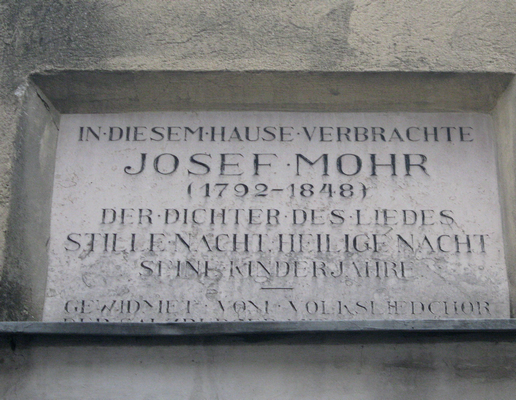 IN·DIESEM·HAUSE·VERBRACHTE
JOSEF·MOHR
(1792-1848)
DER·DICHTER·DES·LIEDES
STILLE·NACHT, HEILIGE·NACHT
SEINE·KINDERJAHRE
GEWIDMET·VOM·VOLKSLIEDCHOR